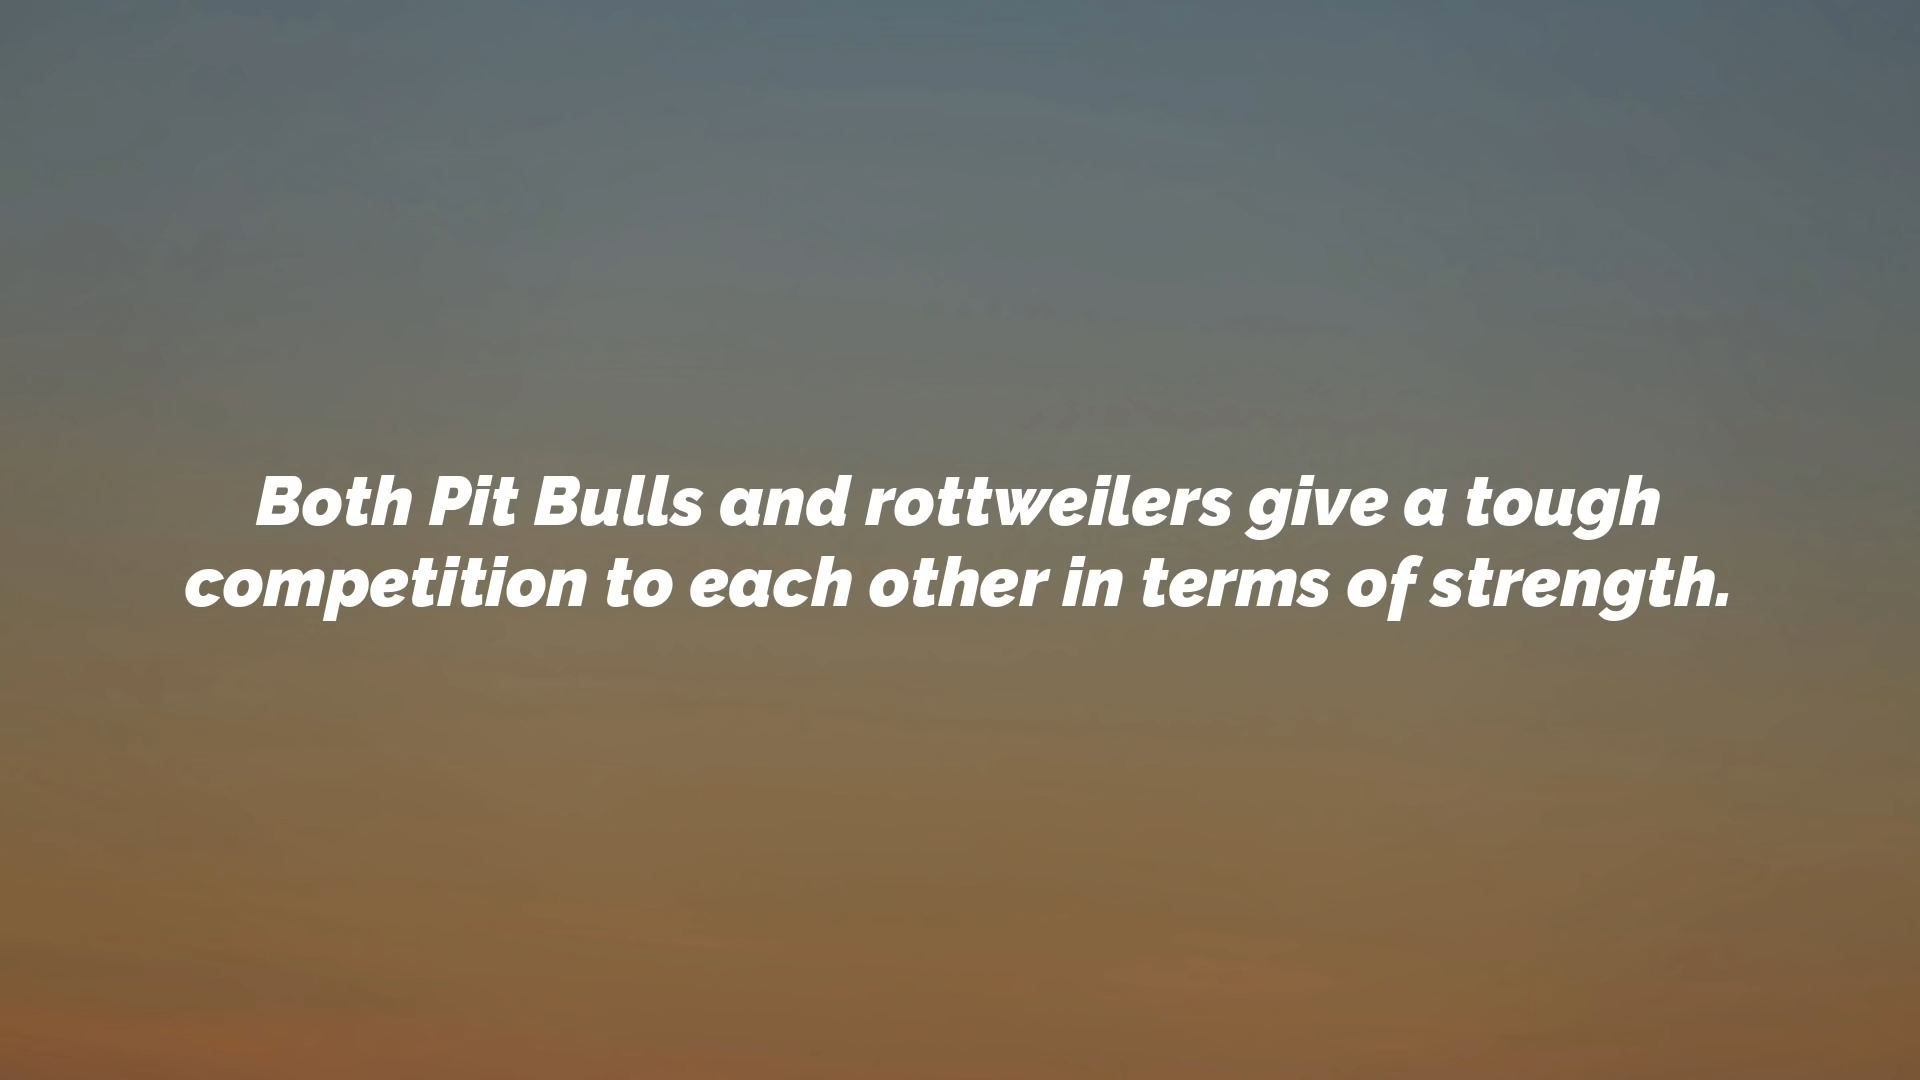 Both Pit Bulls and rottweilers give a tough
competition to each other in terms of strength.